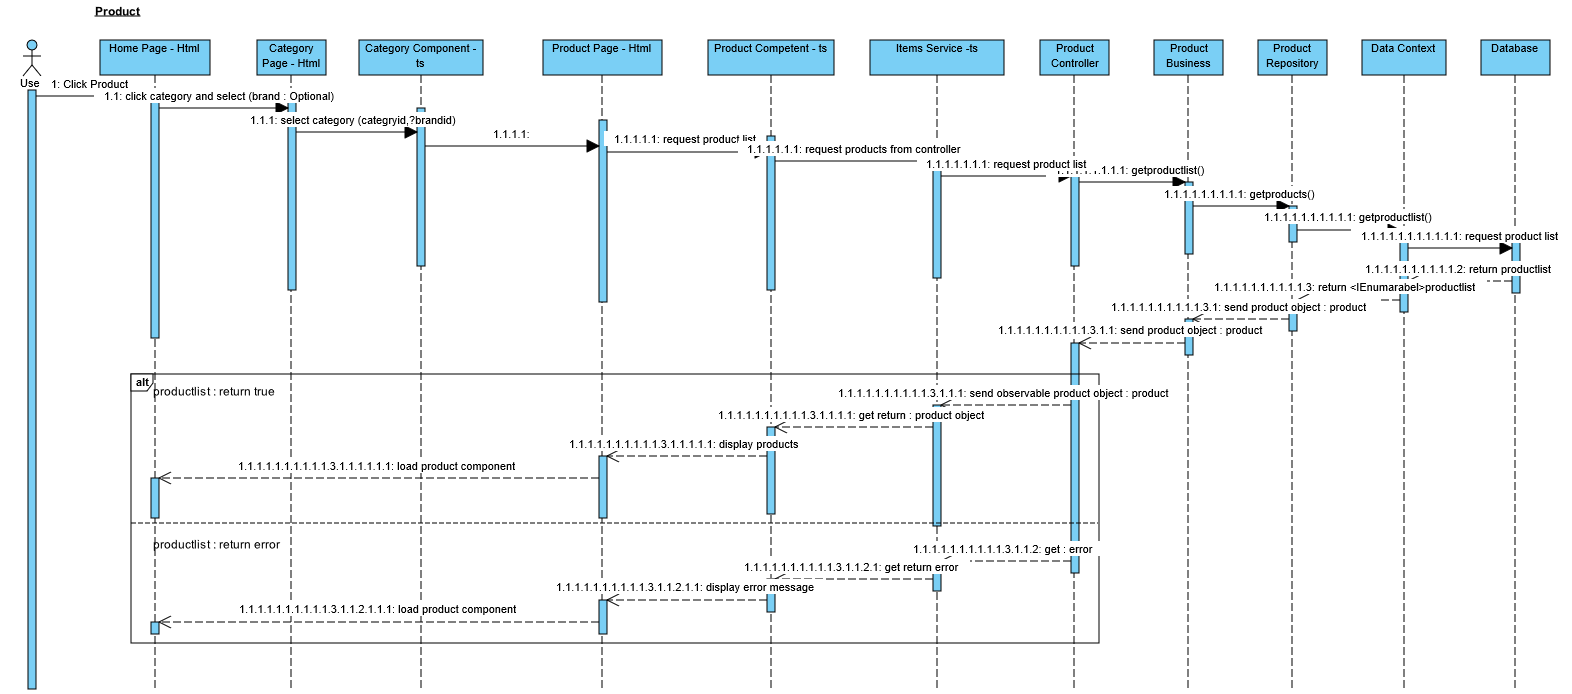 Product
Home Page - Html
Category
Page - Html
Category Component -
ts
Product Page - Html
Product Competent - ts
Items Service -ts
Product
Controller
Product
Business
Product
Repository
Data Context
Database
Use
1: Click Product
1.1: click category and select (brand : Optional)
1.1.1: select category (categryid,?brandid)
1.1.1.1:
1.1.1.1.1: request product list
1.1.1.1.1.1: request products from controller
1.1.1.1.1.1.1: request product list
getproductlist()
1.1.1.1.1.1.1.1.1: getproducts()
1.1.1.1.1.1.1.1.1.1: getproductlist()
1.1.1.1.1.1.1.1.1.1.1: request product list
1.1.1.1.1.1.1.1.1.1.2: return productlist
1.1.1.1.1.1.1.1.1.1.3: return <IEnumarabel>productlist
1.1.1.1.1.1.1.1.1.1.3.1: send product object : product
1.1.1.1.1.1.1.1.1.1.3.1.1: send product object : product
alt
productlist : return true
1.1.1.1.1.1.1.1.1.1.3.1.1.1: send observable product object : product
1.1.1.1.1.1.1.1.1.1.3.1.1.1.1: get return : product object
1.1.1.1.1.1.1.1.1.1.3.1.1.1.1.1: display products
1.1.1.1.1.1.1.1.1.1.3.1.1.1.1.1.1: load product component
productlist : return error
1.1.1.1.1.1.1.1.1.1.3.1.1.2: get : error
1.1.1.1.1.1.1.1.1.1.3.1.1.2.1: get return error
1.1.1.1.1.1.1.1.1.1.3.1.1.2.1.1: display error message
1.1.1.1.1.1.1.1.1.1.3.1.1.2.1.1.1: load product component